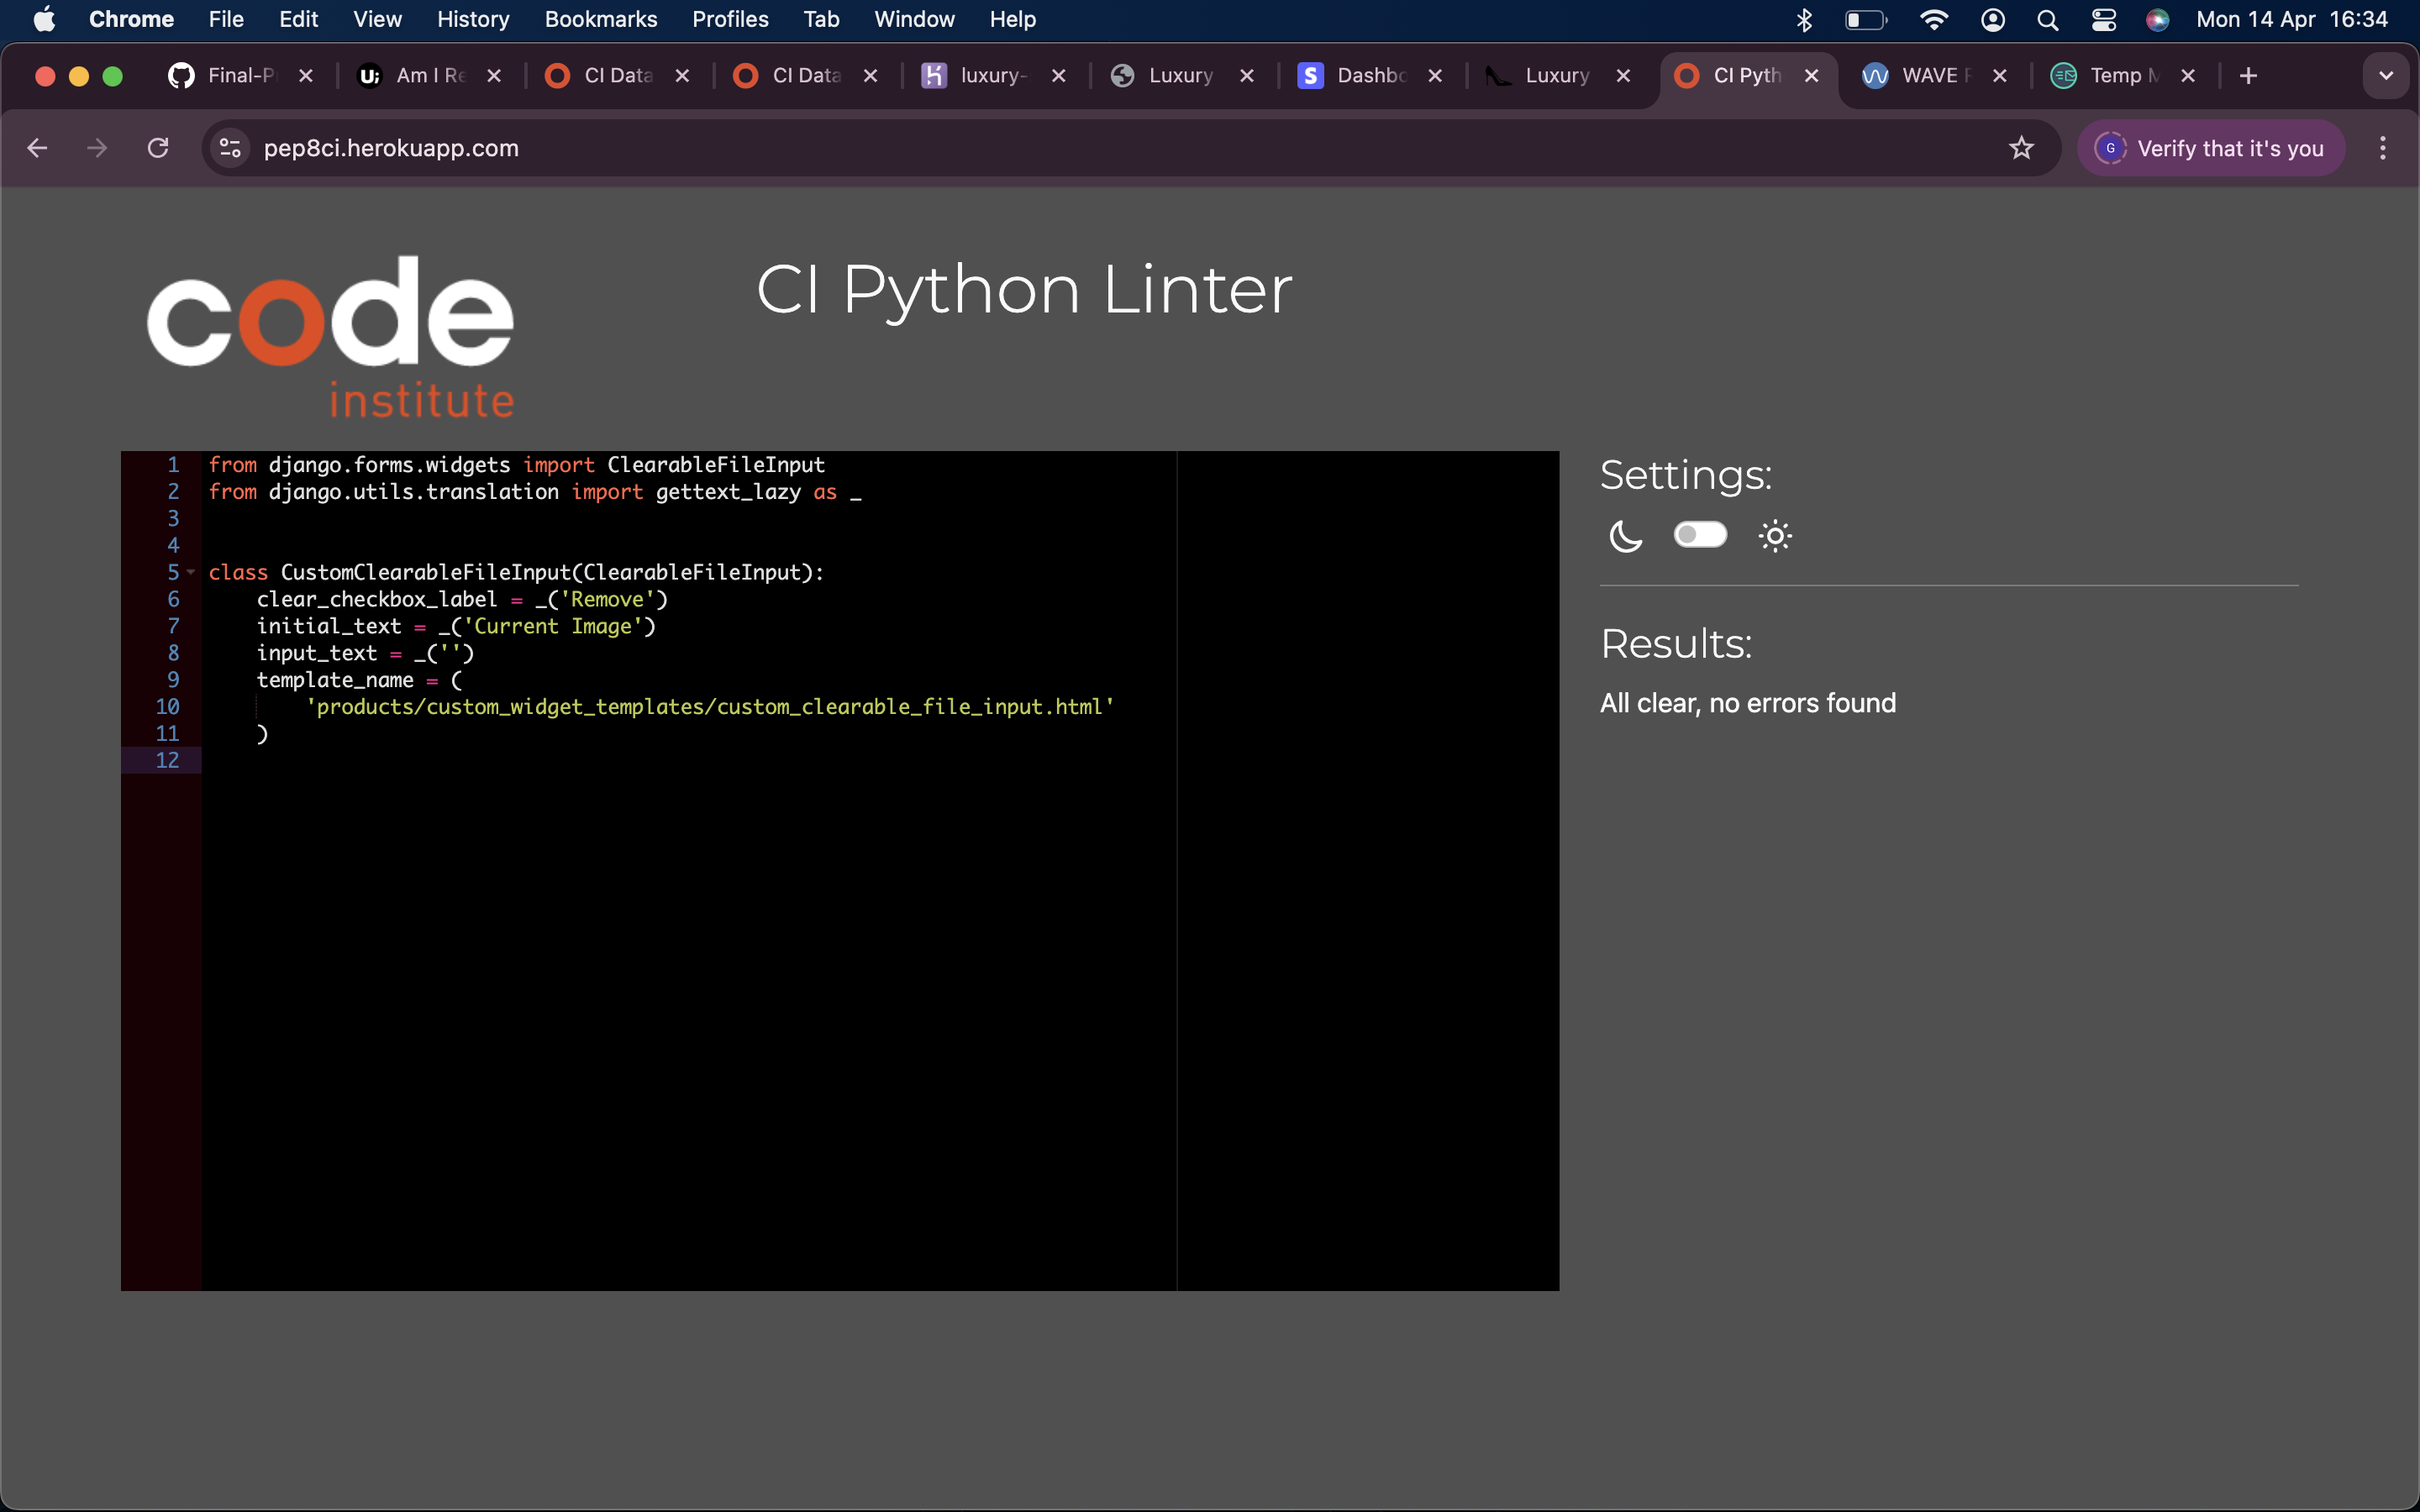 Chrome File Edit View History Bookmarks Profiles Tab Window Help Mon 14 Apr 16:34
Final-P Am I Re CI Data CI Data luxury- Luxury Dashbo Luxury CI Pyth WAVE Temp M
pep8ci.herokuapp.com G Verify that it's you
code
institute
CI Python Linter
1 from django.forms.widgets import ClearableFileInput
2 from django.utils.translation import gettext_lazy as _
3
4
5 class CustomClearableFileInput(ClearableFileInput):
6     clear_checkbox_label = _('Remove')
7     initial_text = _('Current Image')
8     input_text = _('')
9     template_name = (
10         'products/custom_widget_templates/custom_clearable_file_input.html'
11     )
12
Settings:
Results:
All clear, no errors found